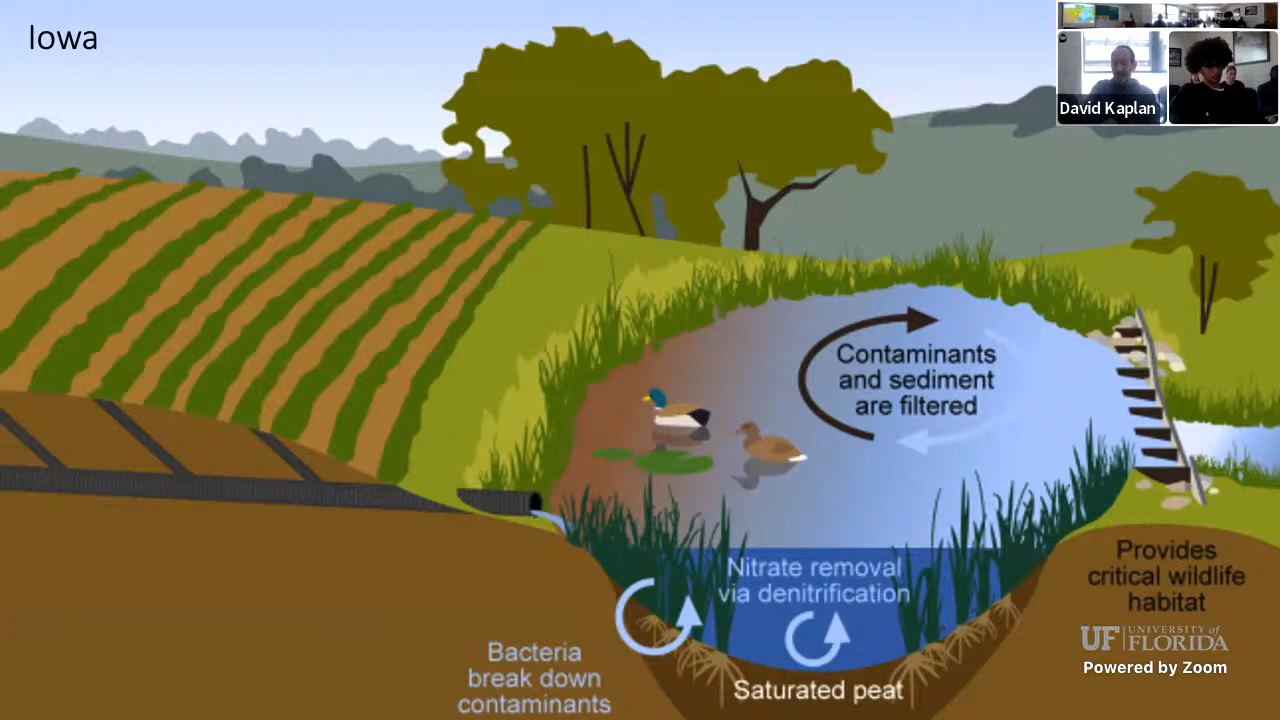 Iowa
David Kaplan
Contaminants
and sediment
are filtered
Nitrate removal
via denitrification
Provides
critical wildlife
habitat
Bacteria
break down
contaminants
Saturated peat
UF UNIVERSITY of
FLORIDA
Powered by Zoom